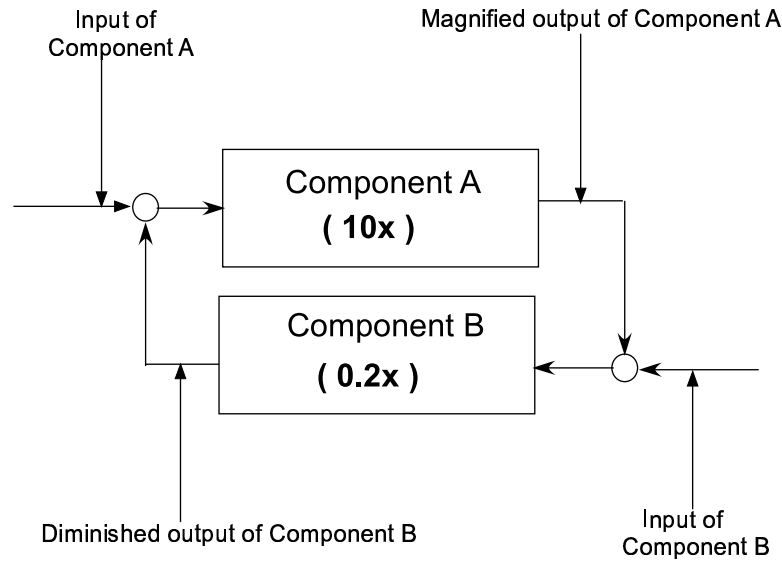 Input of
Component A
Magnified output of Component A
Component A
( 10x )
Component B
( 0.2x )
Diminished output of Component B
Input of
Component B